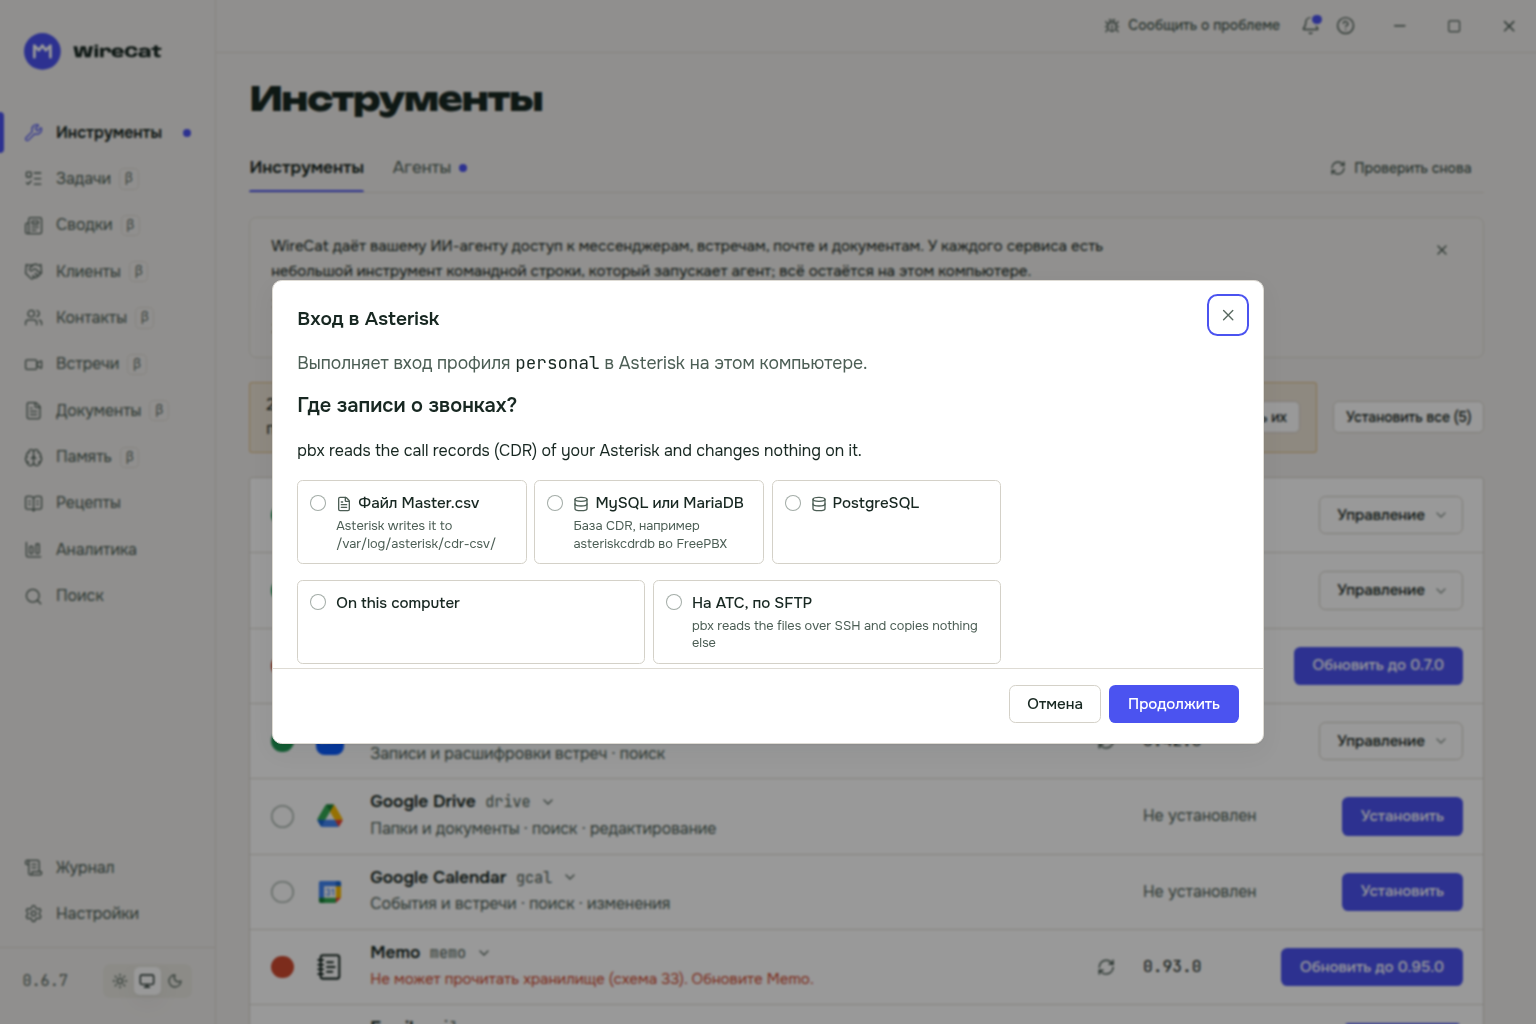 WireCat
Сообщить о проблеме
Инструменты
Инструменты
Задачи β
Сводки β
Клиенты β
Контакты β
Встречи β
Документы β
Память β
Рецепты
Аналитика
Поиск
Журнал
Настройки
0.6.7
Инструменты
Агенты
Проверить снова
WireCat даёт вашему ИИ-агенту доступ к мессенджерам, встречам, почте и документам. У каждого сервиса есть
небольшой инструмент командной строки, который запускает агент; всё остаётся на этом компьютере.
их
Установить все (5)
Вход в Asterisk
Выполняет вход профиля personal в Asterisk на этом компьютере.
Где записи о звонках?
pbx reads the call records (CDR) of your Asterisk and changes nothing on it.
Файл Master.csv
Asterisk writes it to
/var/log/asterisk/cdr-csv/
MySQL или MariaDB
База CDR, например
asteriskcdrdb во FreePBX
PostgreSQL
On this computer
На АТС, по SFTP
pbx reads the files over SSH and copies nothing
else
Отмена
Продолжить
Управление
Управление
Обновить до 0.7.0
Записи и расшифровки встреч · поиск
Управление
Google Drive drive
Папки и документы · поиск · редактирование
Не установлен
Установить
Google Calendar gcal
События и встречи · поиск · изменения
Не установлен
Установить
Memo memo
Не может прочитать хранилище (схема 33). Обновите Memo.
0.93.0
Обновить до 0.95.0